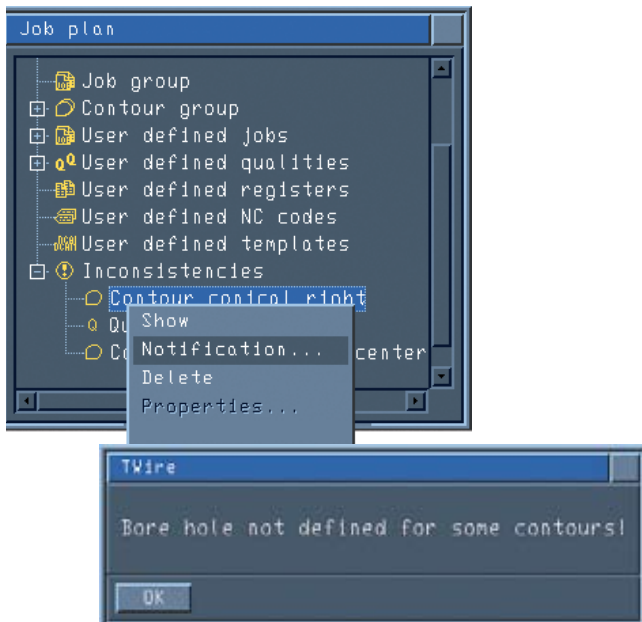 Job plan
Job group
Contour group
User defined jobs
User defined qualities
User defined registers
User defined NC codes
User defined templates
Inconsistencies
Contour conical right
Show
Notification...
center
Delete
Properties...
TWire
Bore hole not defined for some contours!
OK